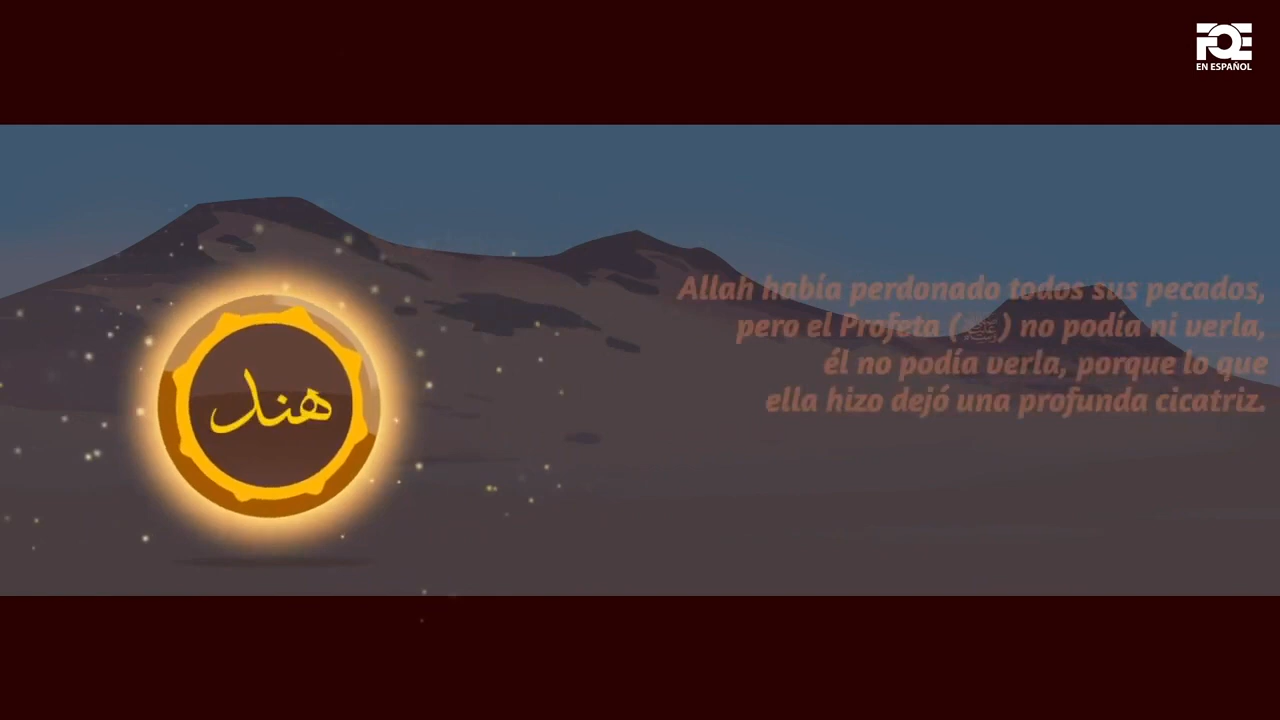 FQE
EN ESPAÑOL
Allah había perdonado todos sus pecados,
pero el Profeta (ﷺ) no podía ni verla,
él no podía verla, porque lo que
ella hizo dejó una profunda cicatriz.
هند